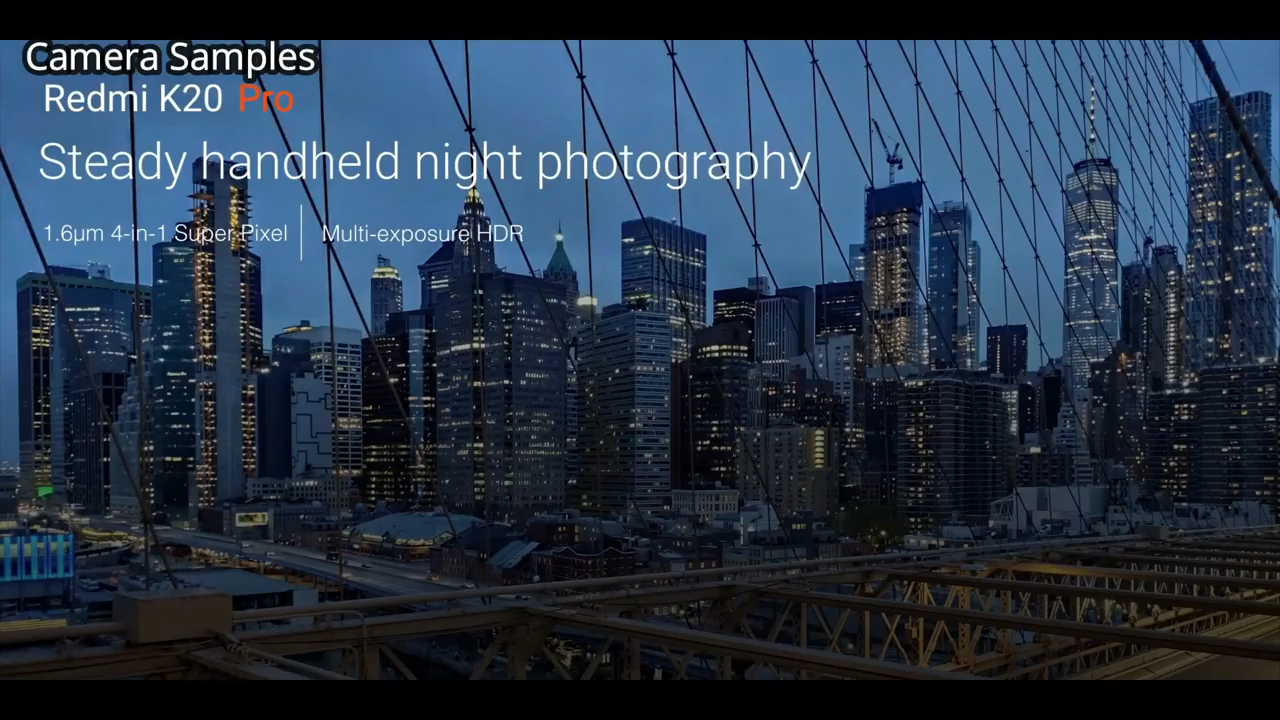 Camera Samples
Redmi K20 Pro
Steady handheld night photography
1.6μm 4-in-1 Super Pixel | Multi-exposure HDR